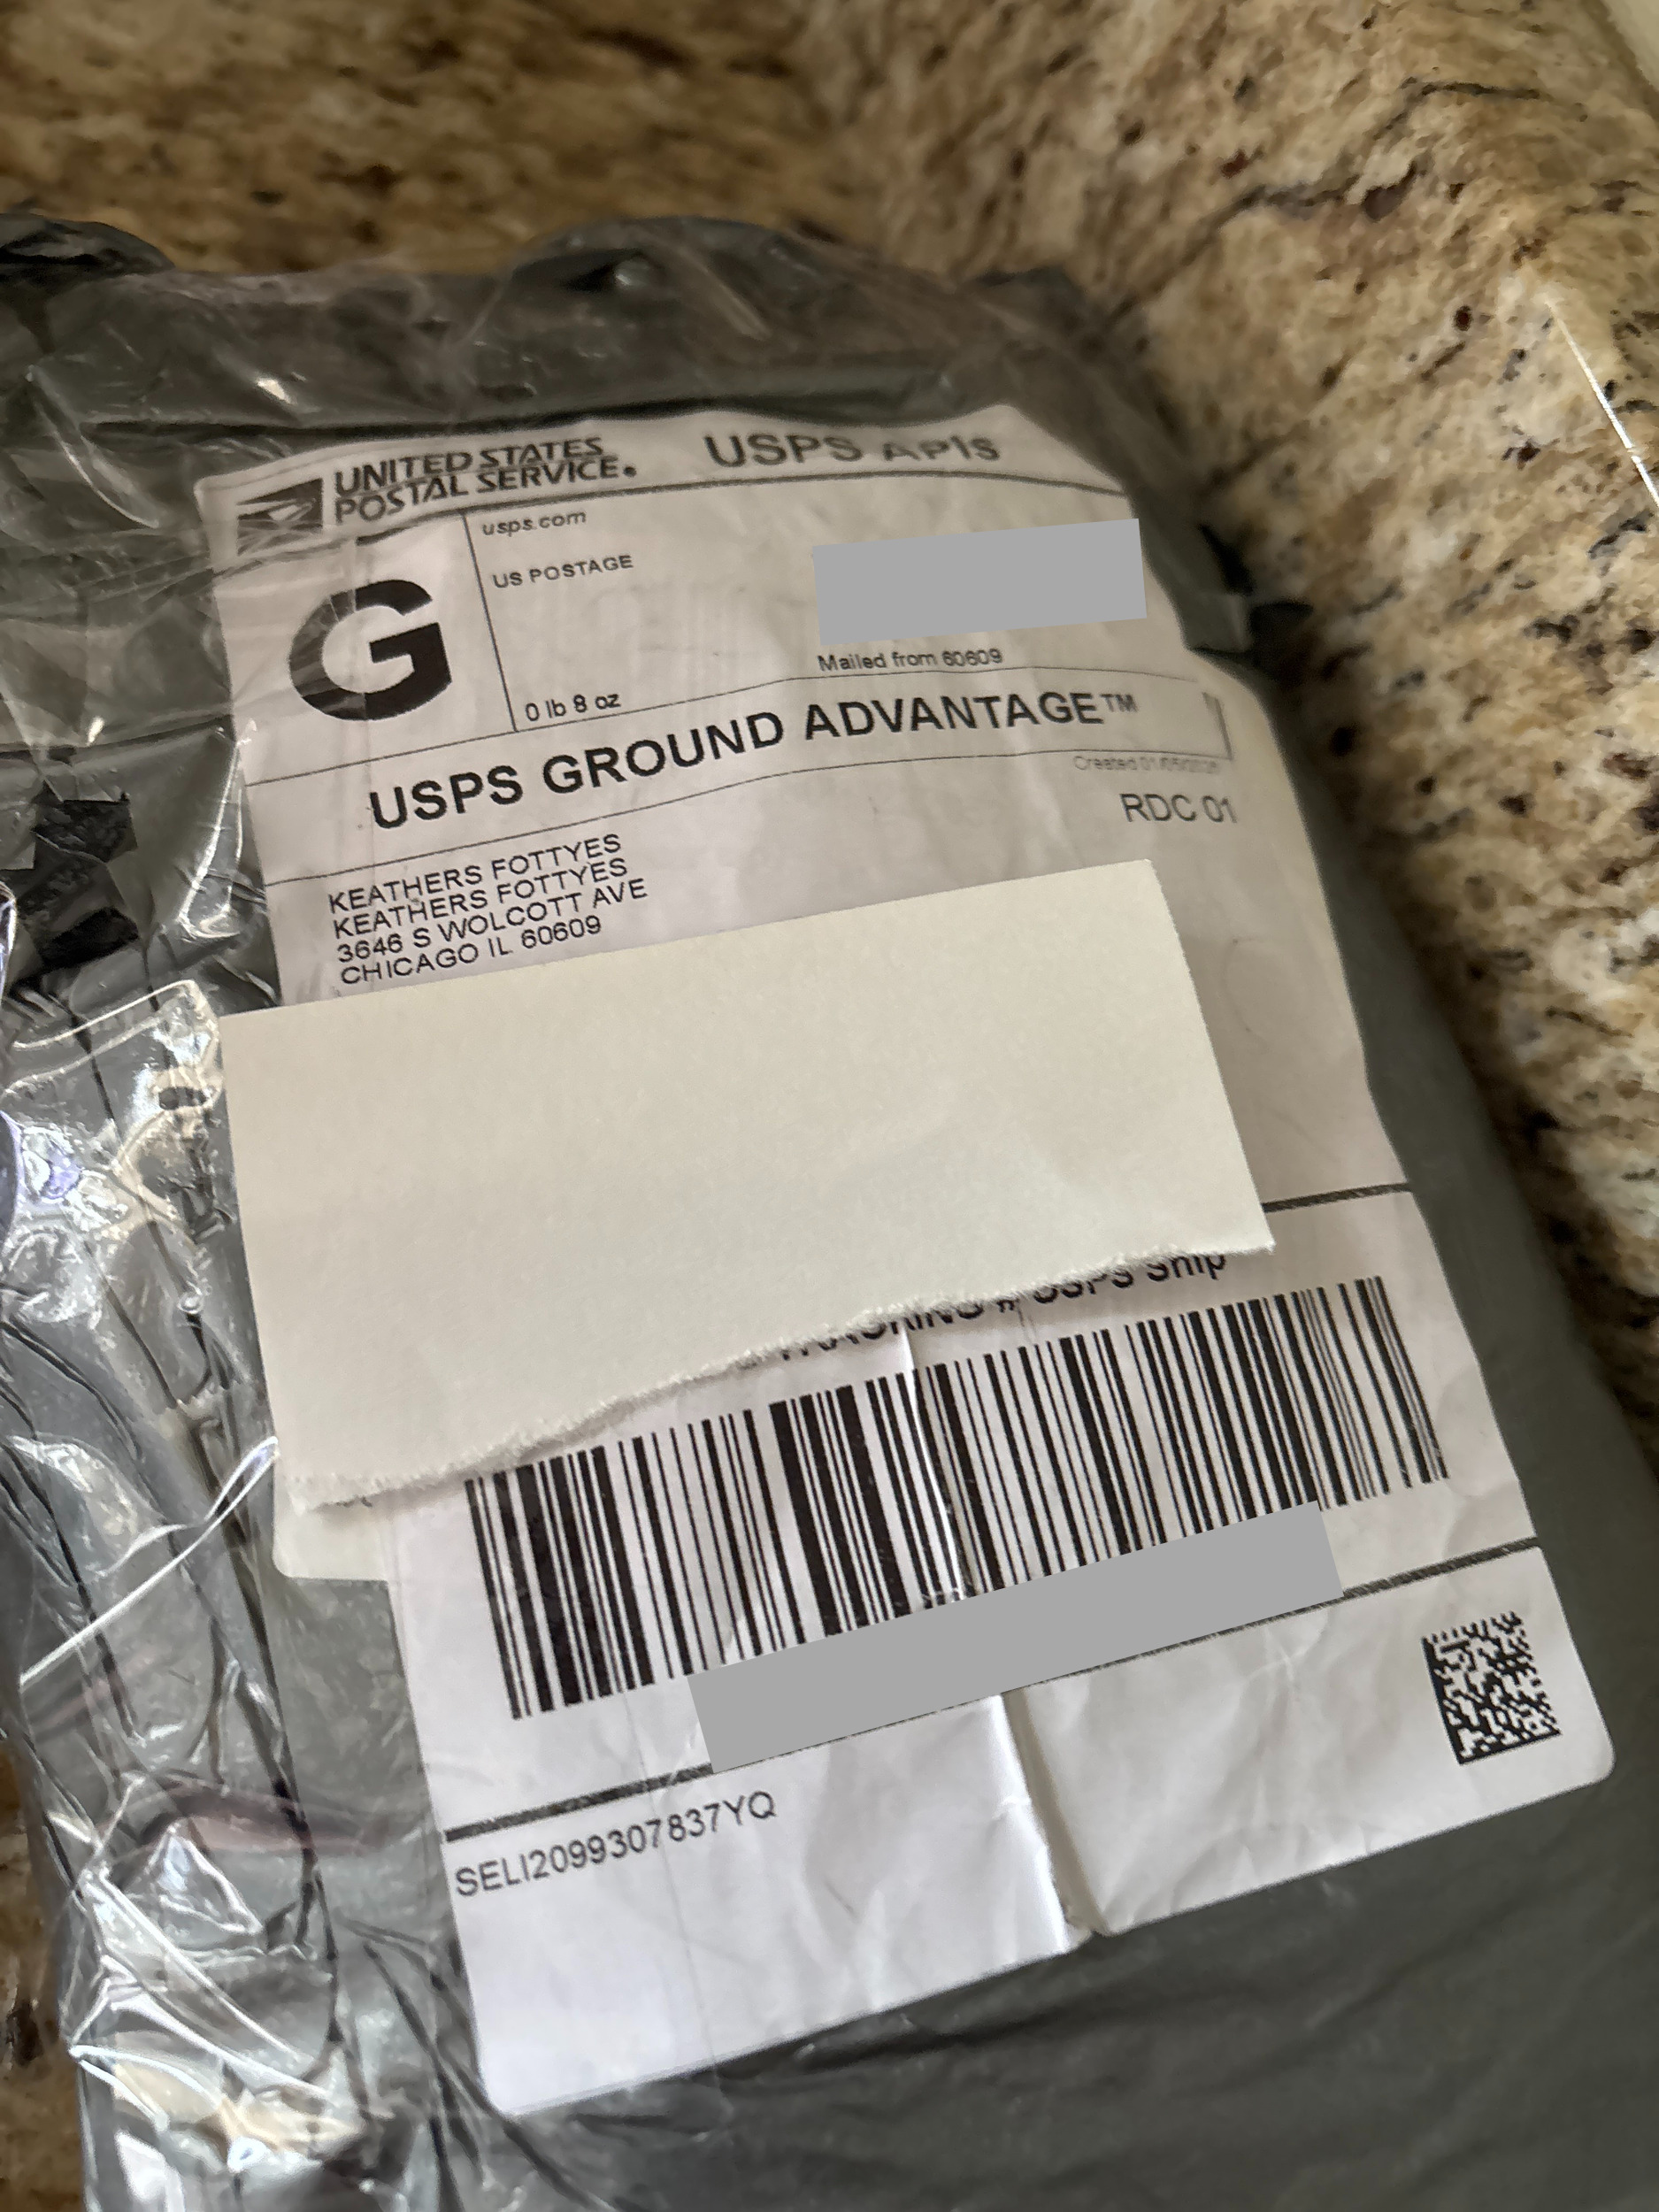 UNITED STATES
POSTAL SERVICE®
USPS APIs
usps.com
US POSTAGE
Mailed from 60609
0 lb 8 oz
G
USPS GROUND ADVANTAGE™
RDC 01
KEATHERS FOTTYES
KEATHERS FOTTYES
3646 S WOLCOTT AVE
CHICAGO IL 60609
TRACKING # USPS Ship
SELI2099307837YQ